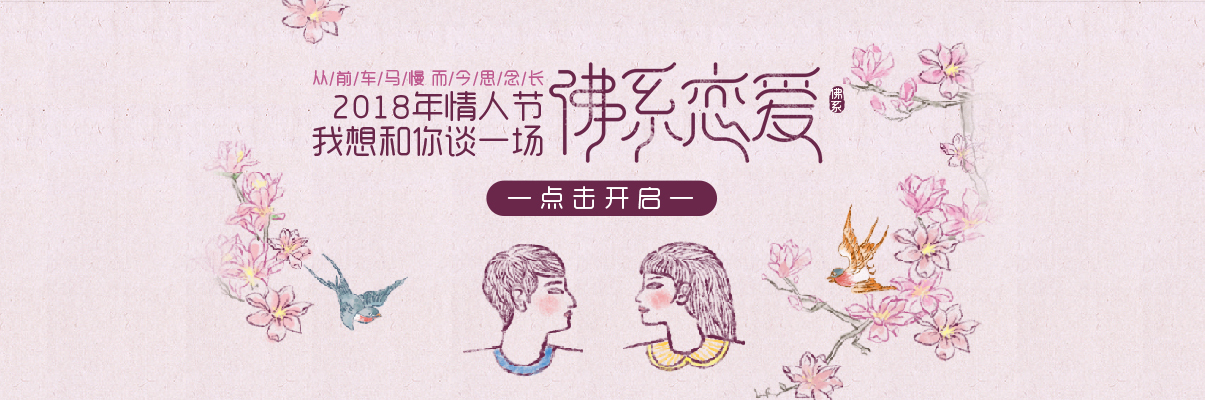 从/前/车/马/慢 而/今/思/念/长
2018年情人节
我想和你谈一场
佛系恋爱
佛系
一点击开启一